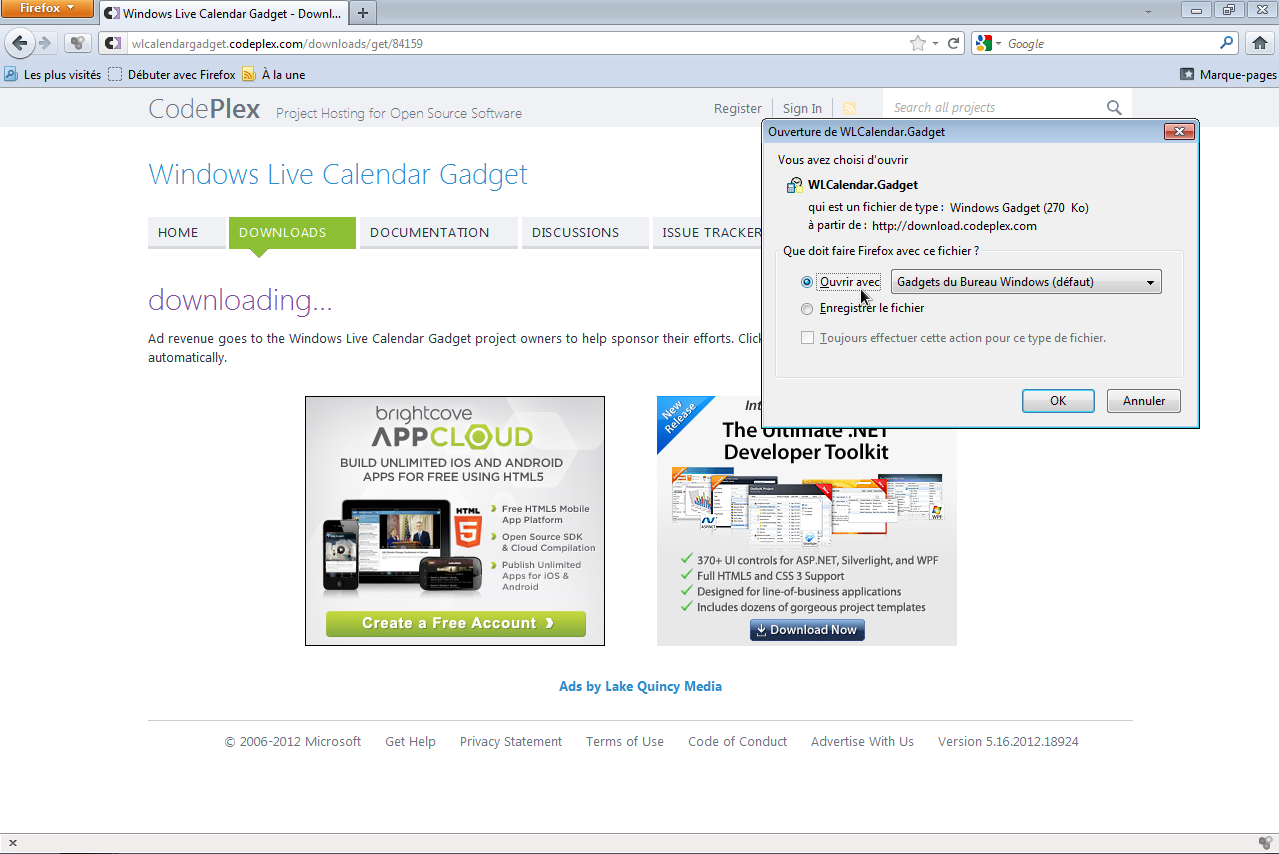 Firefox
Windows Live Calendar Gadget - Downl...
wlcalendargadget.codeplex.com/downloads/get/84159
Google
Les plus visités
Débuter avec Firefox
À la une
Marque-pages
CodePlex
Project Hosting for Open Source Software
Register
Sign In
Search all projects
Windows Live Calendar Gadget
HOME
DOWNLOADS
DOCUMENTATION
DISCUSSIONS
ISSUE TRACKER
downloading...
Ad revenue goes to the Windows Live Calendar Gadget project owners to help sponsor their efforts. Click
automatically.
Ouverture de WLCalendar.Gadget
Vous avez choisi d'ouvrir
WLCalendar.Gadget
qui est un fichier de type : Windows Gadget (270 Ko)
à partir de : http://download.codeplex.com
Que doit faire Firefox avec ce fichier ?
Ouvrir avec
Gadgets du Bureau Windows (défaut)
Enregistrer le fichier
Toujours effectuer cette action pour ce type de fichier.
OK
Annuler
brightcove
APPCLOUD
BUILD UNLIMITED IOS AND ANDROID
APPS FOR FREE USING HTML5
HTML
5
Free HTML5 Mobile
App Platform
Open Source SDK
& Cloud Compilation
Publish Unlimited
Apps for iOS &
Android
Create a Free Account
New
Release
The Ultimate .NET
Developer Toolkit
ASP.NET
WPF
370+ UI controls for ASP.NET, Silverlight, and WPF
Full HTML5 and CSS 3 Support
Designed for line-of-business applications
Includes dozens of gorgeous project templates
Download Now
Ads by Lake Quincy Media
© 2006-2012 Microsoft
Get Help
Privacy Statement
Terms of Use
Code of Conduct
Advertise With Us
Version 5.16.2012.18924